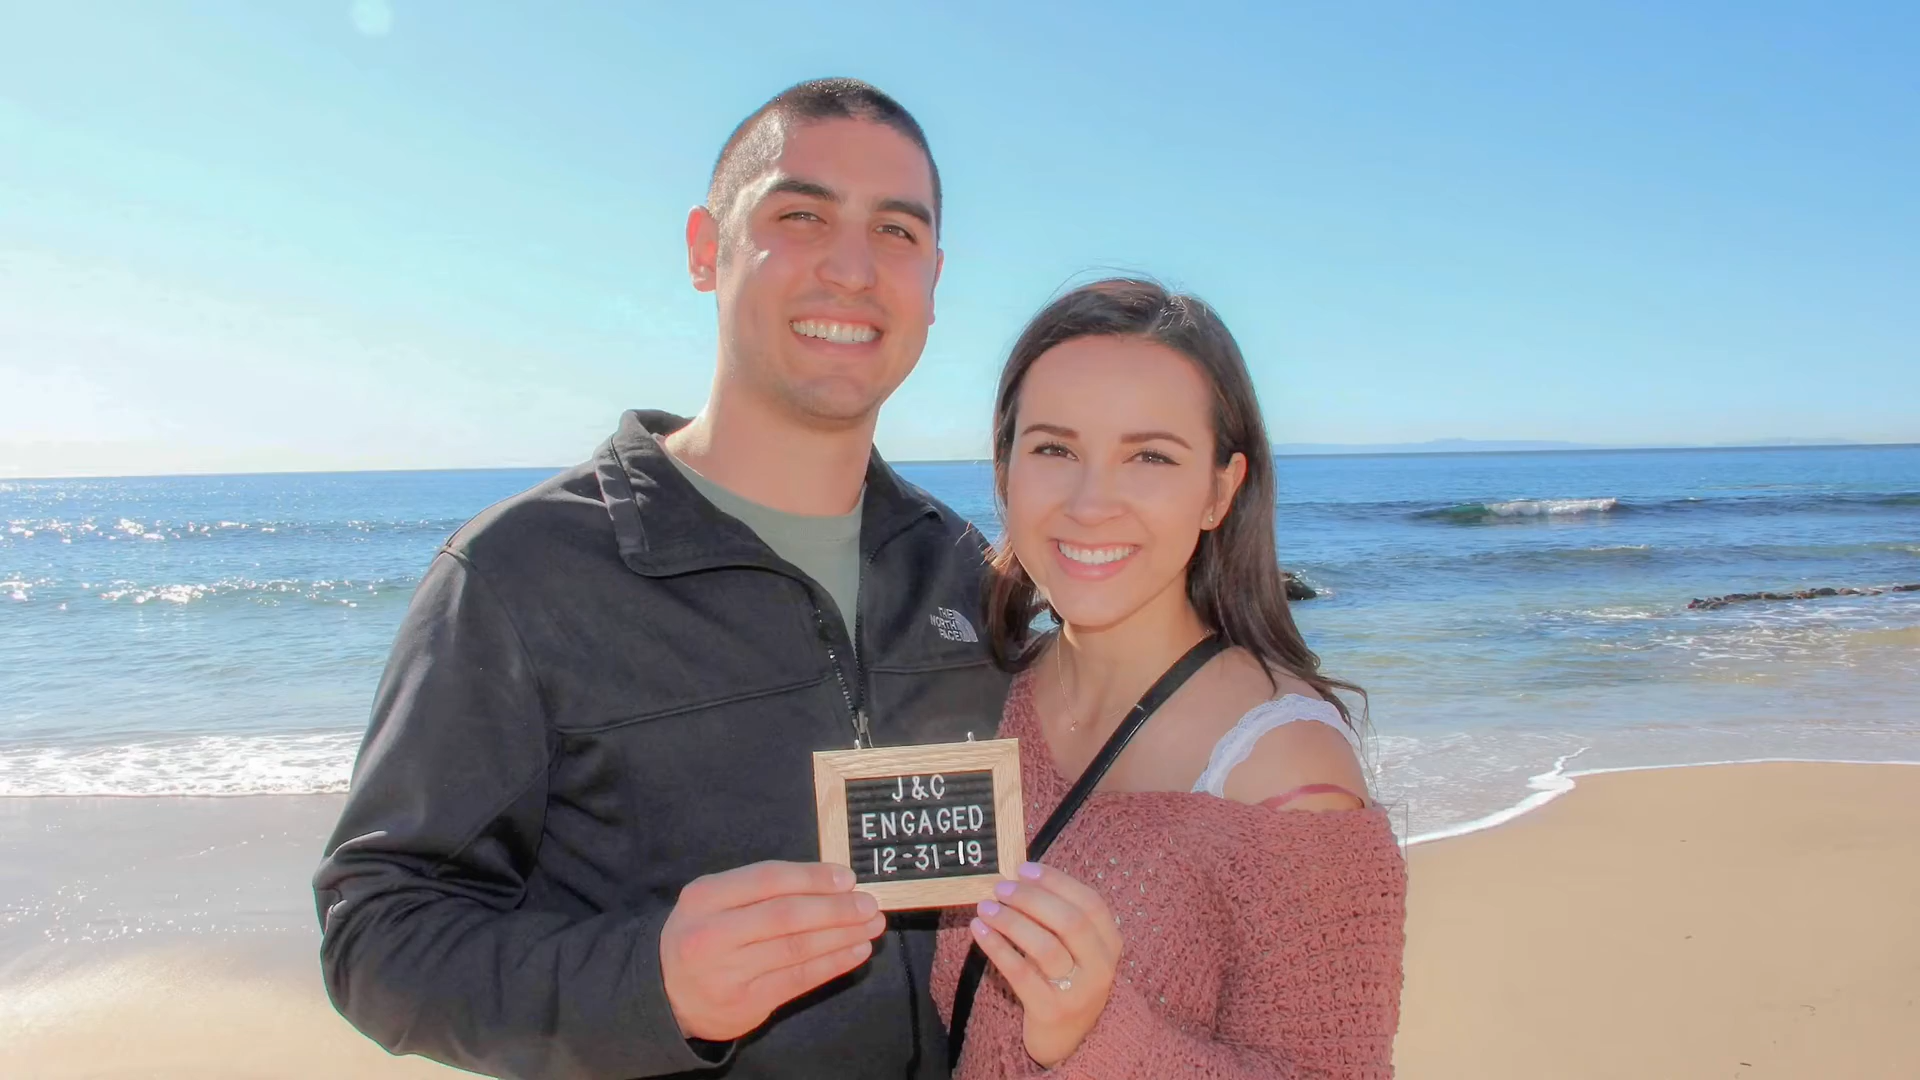 THE
NORTH
FACE
J & C
ENGAGED
12-31-19